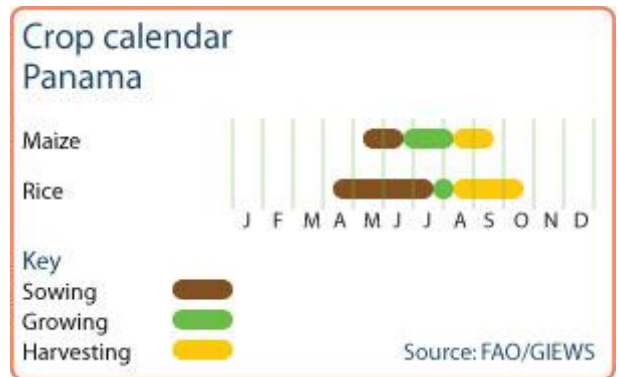 Crop calendar
Panama
Maize
Rice
J F M A M J J A S O N D
Key
Sowing
Growing
Harvesting
Source: FAO/GIEWS